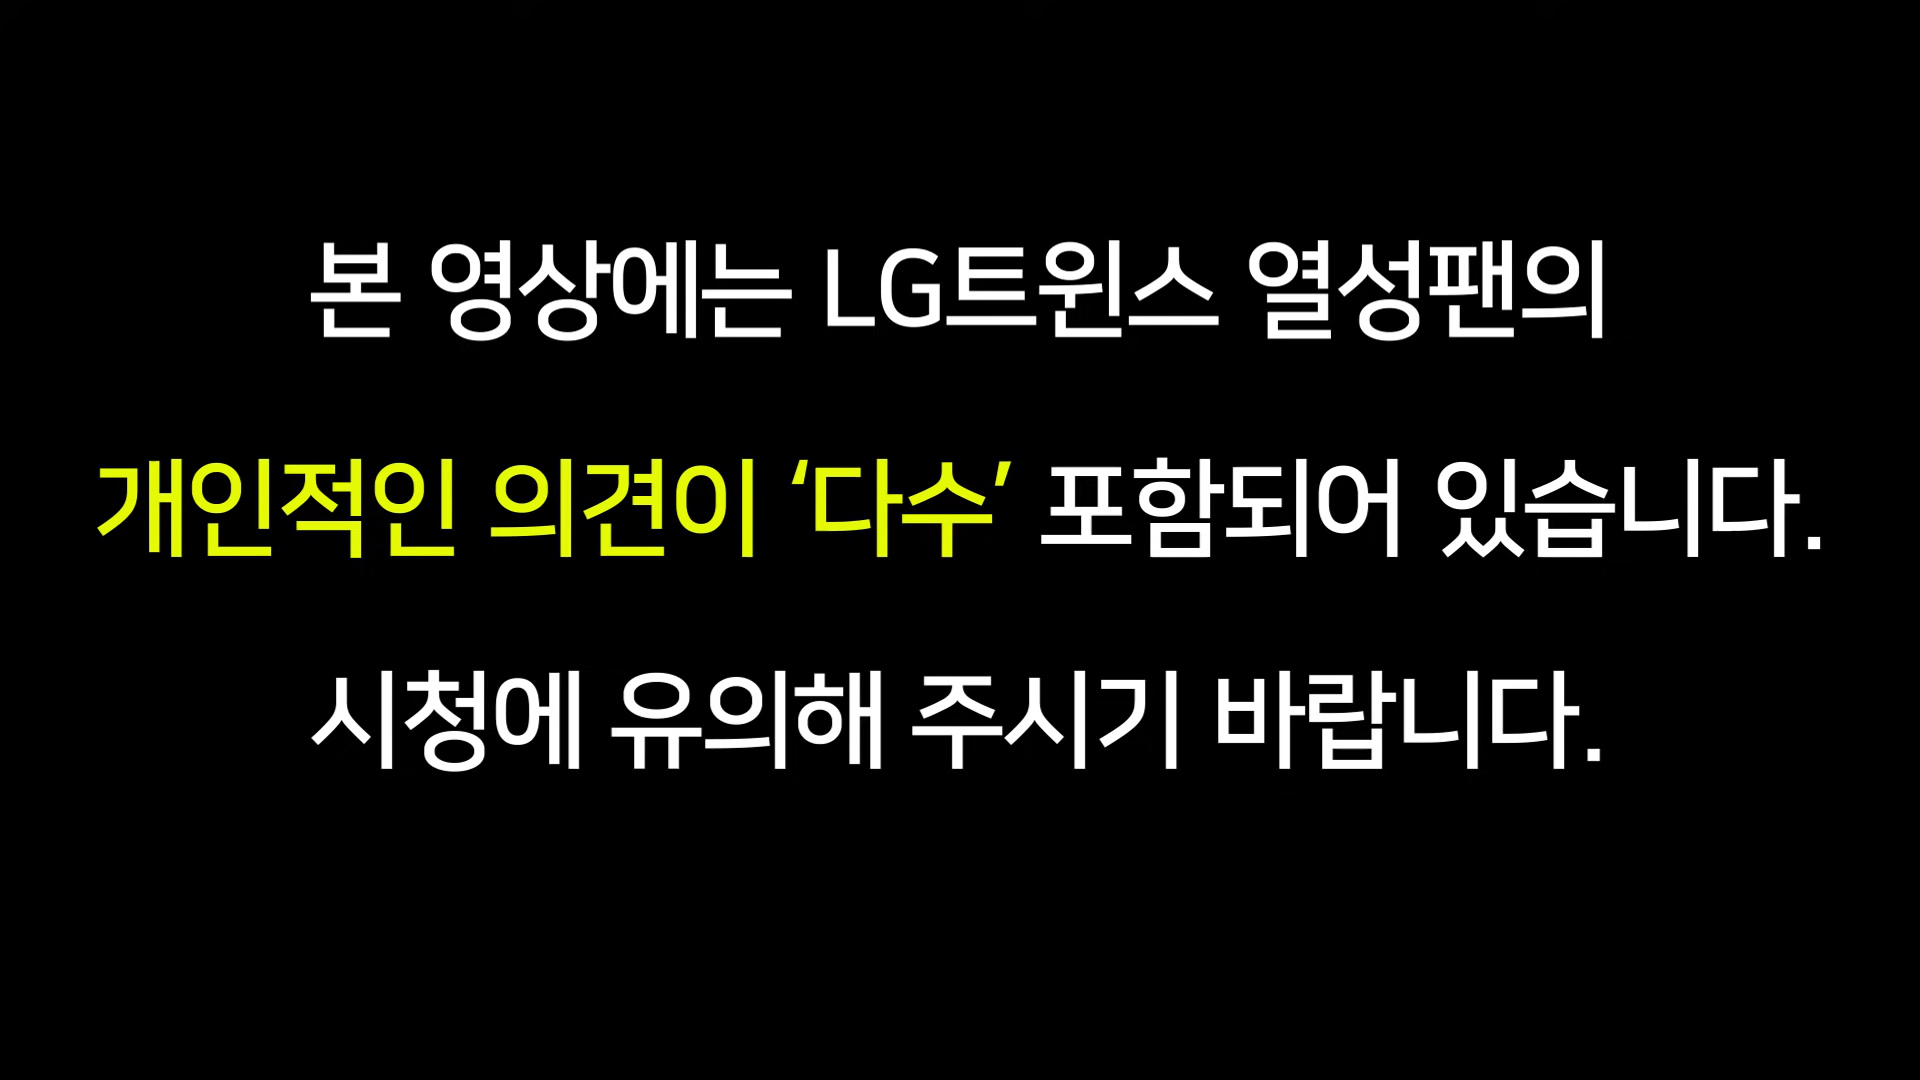 본 영상에는 LG트윈스 열성팬의
개인적인 의견이 ‘다수’ 포함되어 있습니다.
시청에 유의해 주시기 바랍니다.